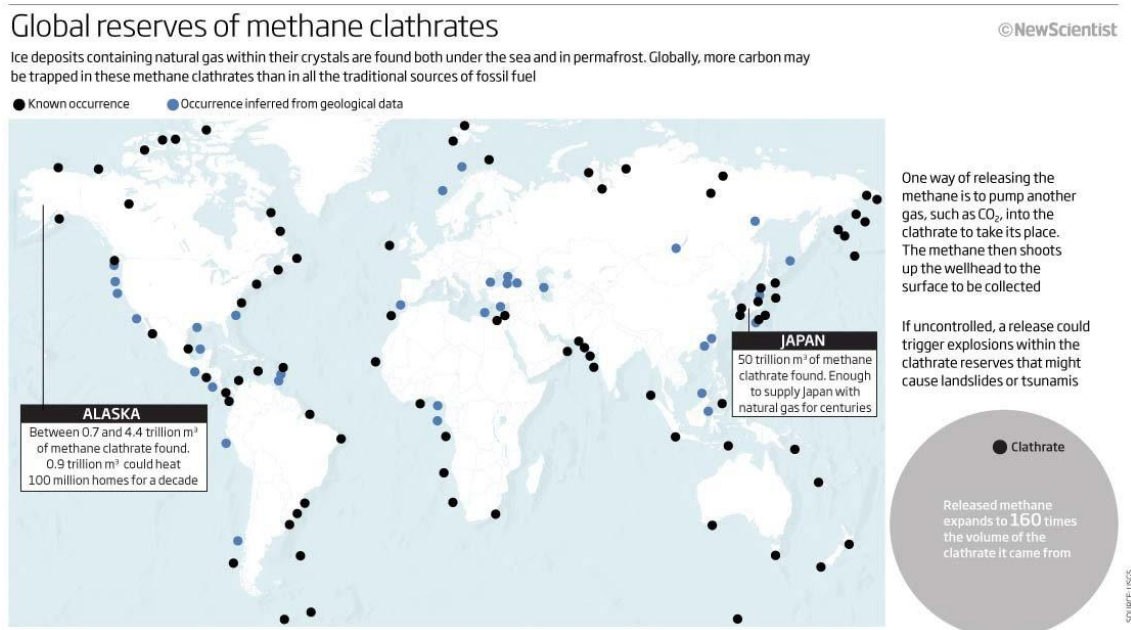 Global reserves of methane clathrates
©NewScientist
Ice deposits containing natural gas within their crystals are found both under the sea and in permafrost. Globally, more carbon may
be trapped in these methane clathrates than in all the traditional sources of fossil fuel
Known occurrence
Occurrence inferred from geological data
ALASKA
Between 0.7 and 4.4 trillion m³
of methane clathrate found.
0.9 trillion m³ could heat
100 million homes for a decade
JAPAN
50 trillion m³ of methane
clathrate found. Enough
to supply Japan with
natural gas for centuries
One way of releasing the
methane is to pump another
gas, such as CO₂, into the
clathrate to take its place.
The methane then shoots
up the wellhead to the
surface to be collected
If uncontrolled, a release could
trigger explosions within the
clathrate reserves that might
cause landslides or tsunamis
Clathrate
Released methane
expands to 160 times
the volume of the
clathrate it came from
SOURCE: USGS